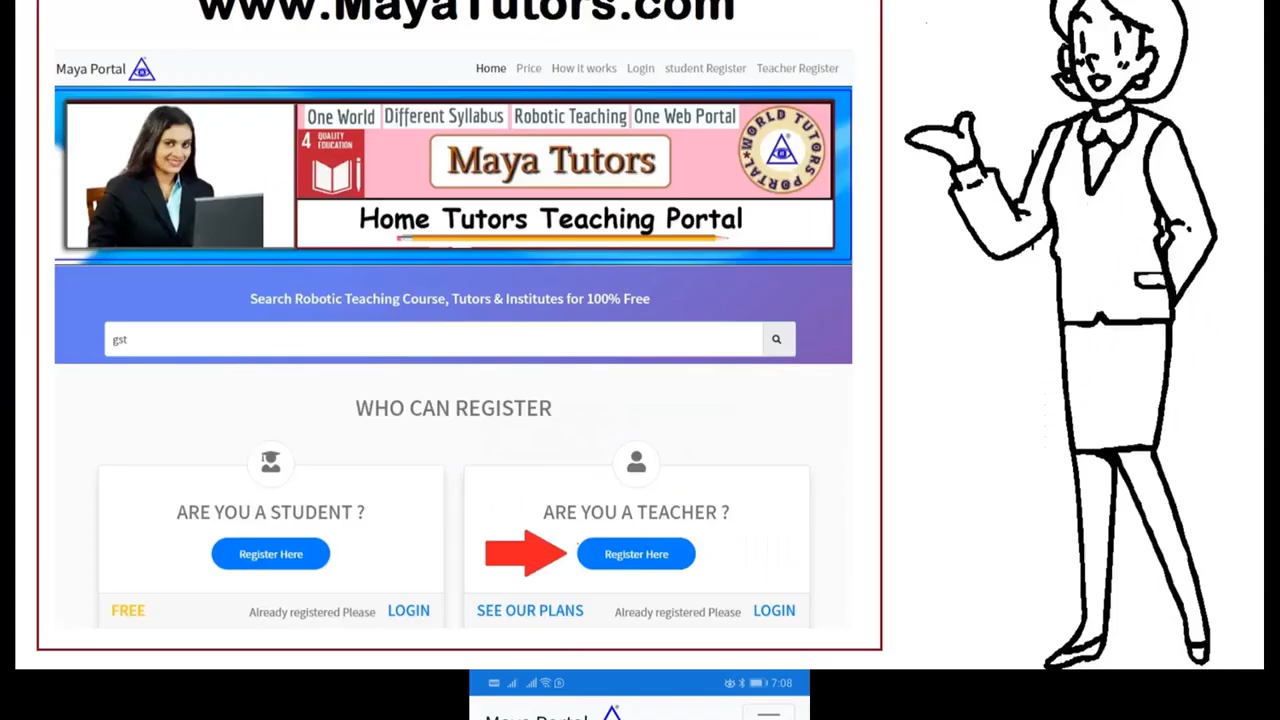 www.MayaTutors.com
Maya Portal
Home Price How it works Login student Register Teacher Register
One World Different Syllabus Robotic Teaching One Web Portal
4 QUALITY EDUCATION
Maya Tutors
WORLD TUTORS PORTAL
Home Tutors Teaching Portal
Search Robotic Teaching Course, Tutors & Institutes for 100% Free
gst
WHO CAN REGISTER
ARE YOU A STUDENT ? ARE YOU A TEACHER ?
Register Here Register Here
FREE Already registered Please LOGIN SEE OUR PLANS Already registered Please LOGIN
7:08
Maya Portal